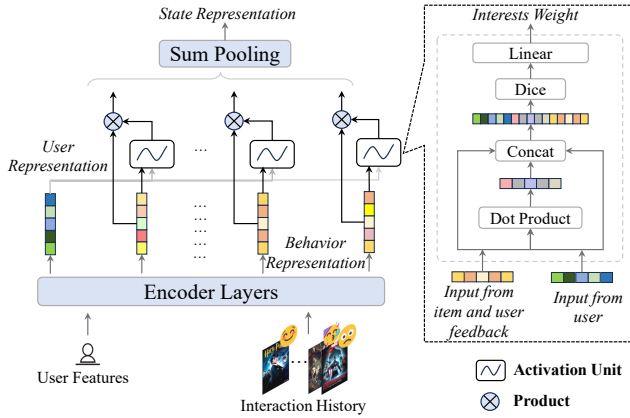 State Representation
Sum Pooling
User
Representation
...
......
......
......
Behavior
Representation
Encoder Layers
User Features
Interaction History
Interests Weight
Linear
Dice
Concat
Dot Product
Input from
item and user
feedback
Input from
user
Activation Unit
Product